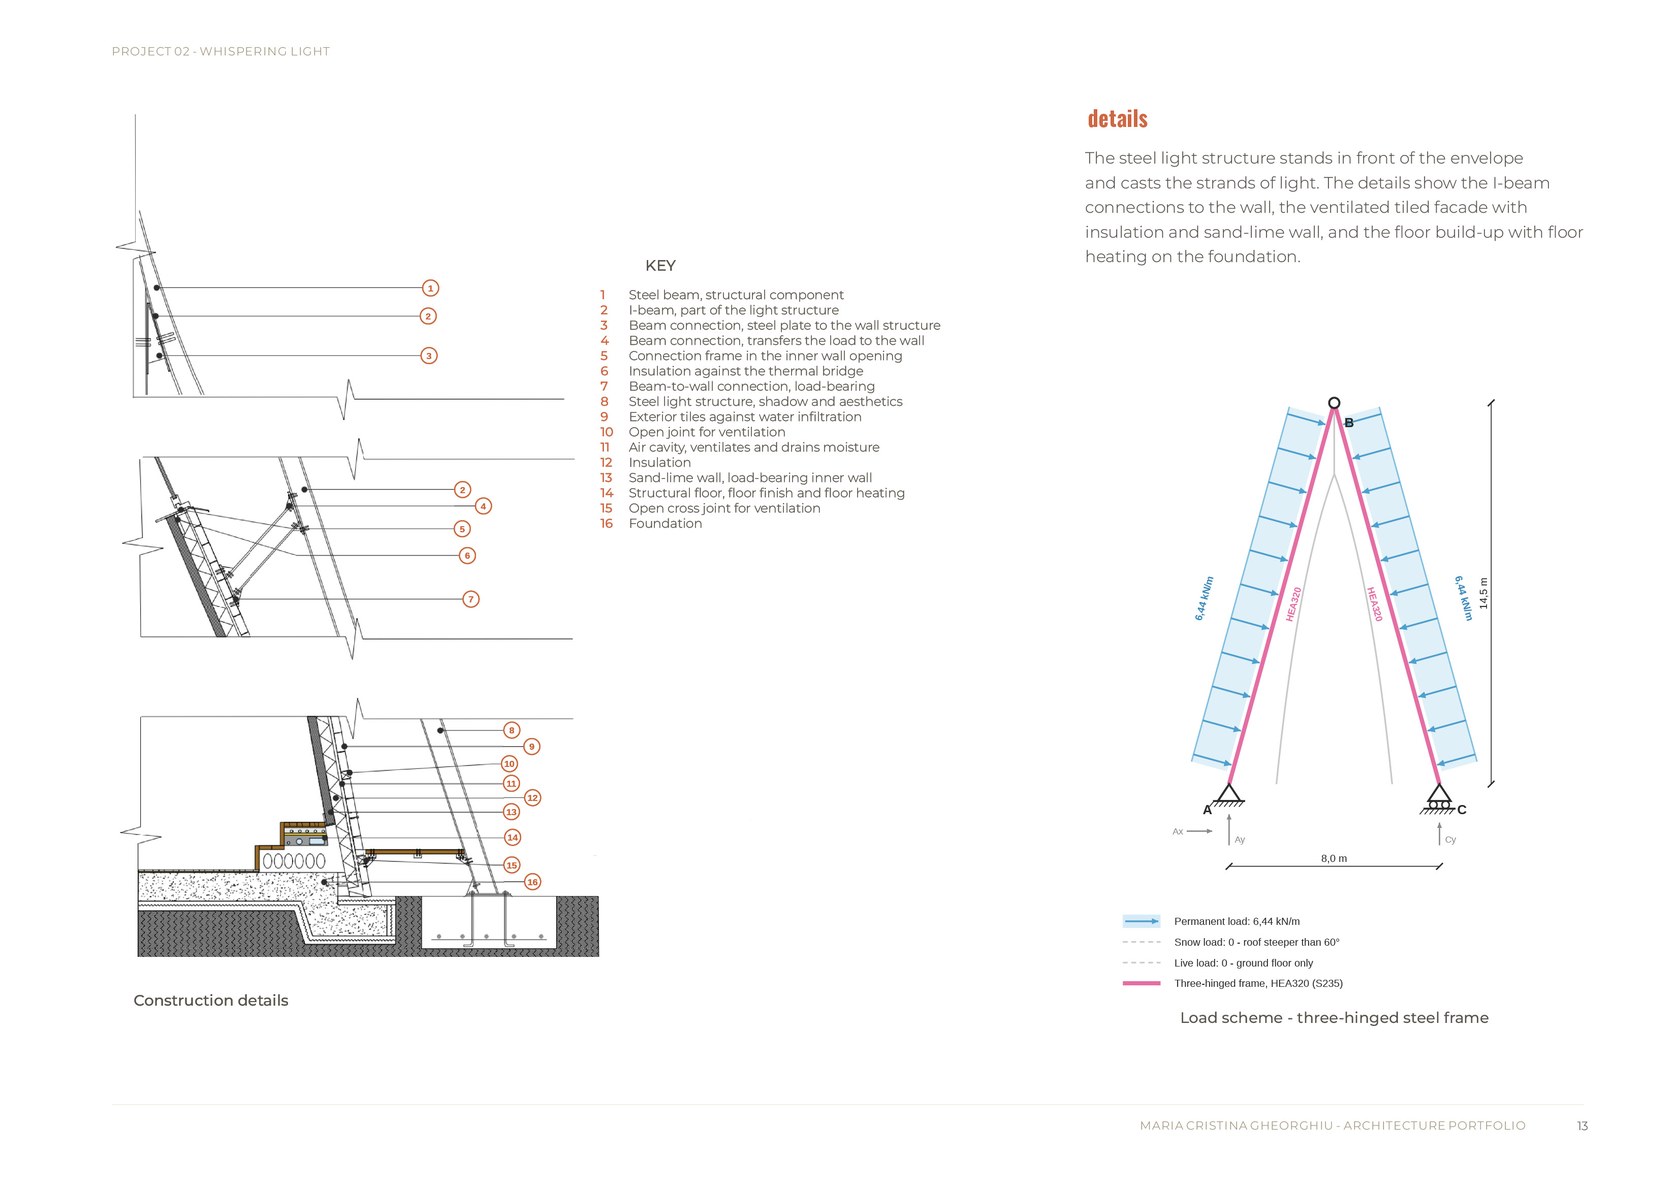 PROJECT 02 - WHISPERING LIGHT
details
The steel light structure stands in front of the envelope
and casts the strands of light. The details show the I-beam
connections to the wall, the ventilated tiled facade with
insulation and sand-lime wall, and the floor build-up with floor
heating on the foundation.
1
2
3
2
4
5
6
7
8
9
10
11
12
13
14
15
16
Construction details
KEY
1 Steel beam, structural component
2 I-beam, part of the light structure
3 Beam connection, steel plate to the wall structure
4 Beam connection, transfers the load to the wall
5 Connection frame in the inner wall opening
6 Insulation against the thermal bridge
7 Beam-to-wall connection, load-bearing
8 Steel light structure, shadow and aesthetics
9 Exterior tiles against water infiltration
10 Open joint for ventilation
11 Air cavity, ventilates and drains moisture
12 Insulation
13 Sand-lime wall, load-bearing inner wall
14 Structural floor, floor finish and floor heating
15 Open cross joint for ventilation
16 Foundation
B
6,44 kN/m
HEA320
HEA320
6,44 kN/m
14,5 m
A
C
Ax
Ay
Cy
8,0 m
Permanent load: 6,44 kN/m
Snow load: 0 - roof steeper than 60°
Live load: 0 - ground floor only
Three-hinged frame, HEA320 (S235)
Load scheme - three-hinged steel frame
MARIA CRISTINA GHEORGHIU - ARCHITECTURE PORTFOLIO 13